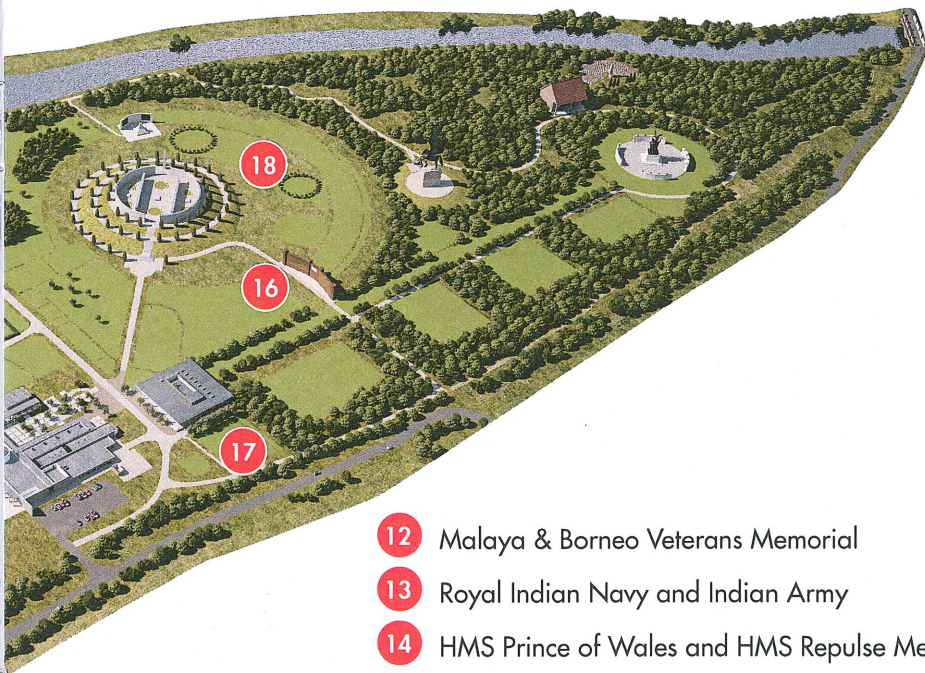 18
16
17
12 Malaya & Borneo Veterans Memorial
13 Royal Indian Navy and Indian Army
14 HMS Prince of Wales and HMS Repulse